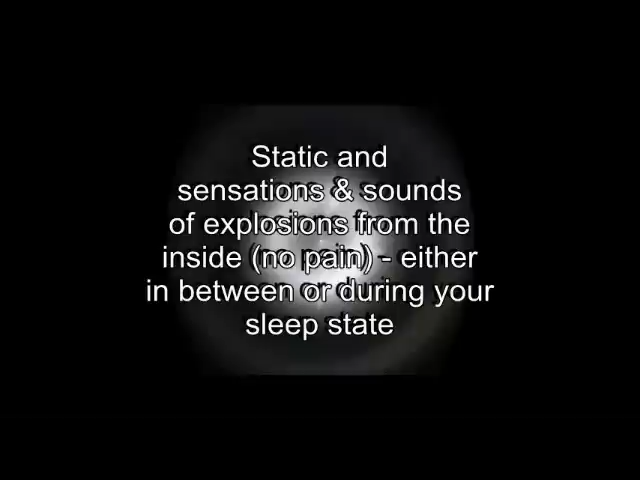 Static and
sensations & sounds
of explosions from the
inside (no pain) - either
in between or during your
sleep state